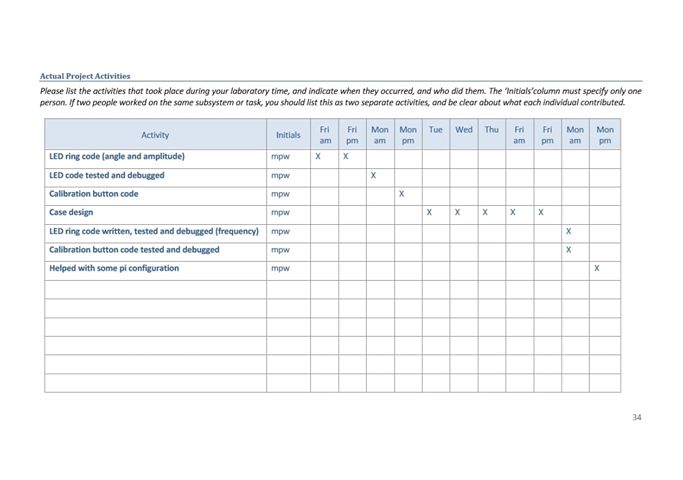 Actual Project Activities
Please list the activities that took place during your laboratory time, and indicate when they occurred, and who did them. The 'Initials'column must specify only one
person. If two people worked on the same subsystem or task, you should list this as two separate activities, and be clear about what each individual contributed.
Activity Initials Fri am Fri pm Mon am Mon pm Tue Wed Thu Fri am Fri pm Mon am Mon pm
LED ring code (angle and amplitude) mpw X X
LED code tested and debugged mpw X
Calibration button code mpw X
Case design mpw X X X X X
LED ring code written, tested and debugged (frequency) mpw X
Calibration button code tested and debugged mpw X
Helped with some pi configuration mpw X
34